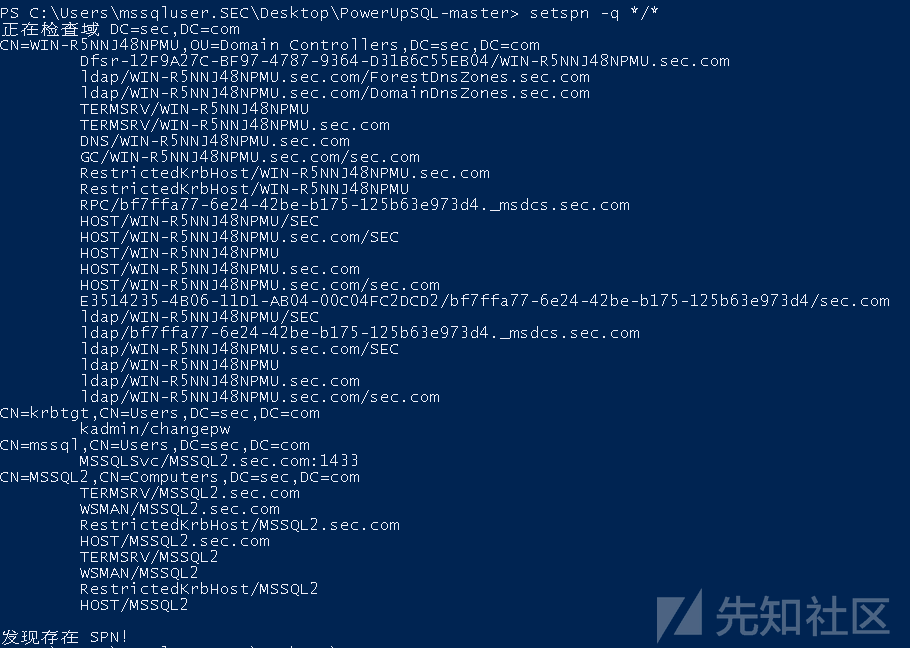 PS C:\Users\mssqluser.SEC\Desktop\PowerUpSQL-master> setspn -q */*
正在检查域 DC=sec,DC=com
CN=WIN-R5NNJ48NPMU,OU=Domain Controllers,DC=sec,DC=com
Dfsr-12F9A27C-BF97-4787-9364-D31B6C55EB04/WIN-R5NNJ48NPMU.sec.com
ldap/WIN-R5NNJ48NPMU.sec.com/ForestDnsZones.sec.com
ldap/WIN-R5NNJ48NPMU.sec.com/DomainDnsZones.sec.com
TERMSRV/WIN-R5NNJ48NPMU
TERMSRV/WIN-R5NNJ48NPMU.sec.com
DNS/WIN-R5NNJ48NPMU.sec.com
GC/WIN-R5NNJ48NPMU.sec.com/sec.com
RestrictedKrbHost/WIN-R5NNJ48NPMU.sec.com
RestrictedKrbHost/WIN-R5NNJ48NPMU
RPC/bf7ffa77-6e24-42be-b175-125b63e973d4._msdcs.sec.com
HOST/WIN-R5NNJ48NPMU/SEC
HOST/WIN-R5NNJ48NPMU.sec.com/SEC
HOST/WIN-R5NNJ48NPMU
HOST/WIN-R5NNJ48NPMU.sec.com
HOST/WIN-R5NNJ48NPMU.sec.com/sec.com
E3514235-4B06-11D1-AB04-00C04FC2DCD2/bf7ffa77-6e24-42be-b175-125b63e973d4/sec.com
ldap/WIN-R5NNJ48NPMU/SEC
ldap/bf7ffa77-6e24-42be-b175-125b63e973d4._msdcs.sec.com
ldap/WIN-R5NNJ48NPMU.sec.com/SEC
ldap/WIN-R5NNJ48NPMU
ldap/WIN-R5NNJ48NPMU.sec.com
ldap/WIN-R5NNJ48NPMU.sec.com/sec.com
CN=krbtgt,CN=Users,DC=sec,DC=com
kadmin/changepw
CN=mssql,CN=Users,DC=sec,DC=com
MSSQLSvc/MSSQL2.sec.com:1433
CN=MSSQL2,CN=Computers,DC=sec,DC=com
TERMSRV/MSSQL2.sec.com
WSMAN/MSSQL2.sec.com
RestrictedKrbHost/MSSQL2.sec.com
HOST/MSSQL2.sec.com
TERMSRV/MSSQL2
WSMAN/MSSQL2
RestrictedKrbHost/MSSQL2
HOST/MSSQL2
发现存在 SPN!
先知社区